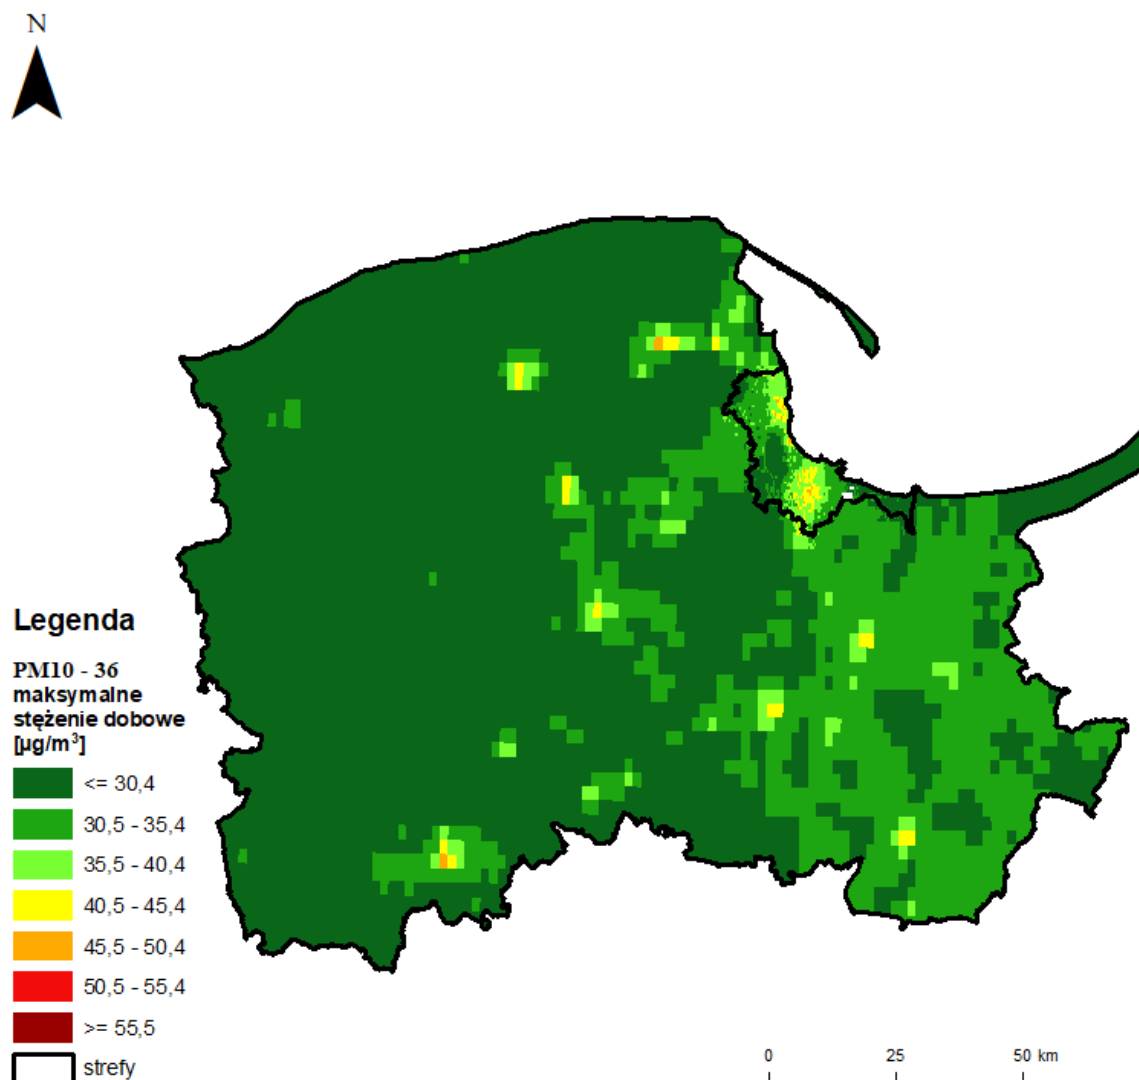 N
Legenda
PM10 - 36
maksymalne
stężenie dobowe
[µg/m³]
<= 30,4
30,5 - 35,4
35,5 - 40,4
40,5 - 45,4
45,5 - 50,4
50,5 - 55,4
>= 55,5
strefy
0 25 50 km